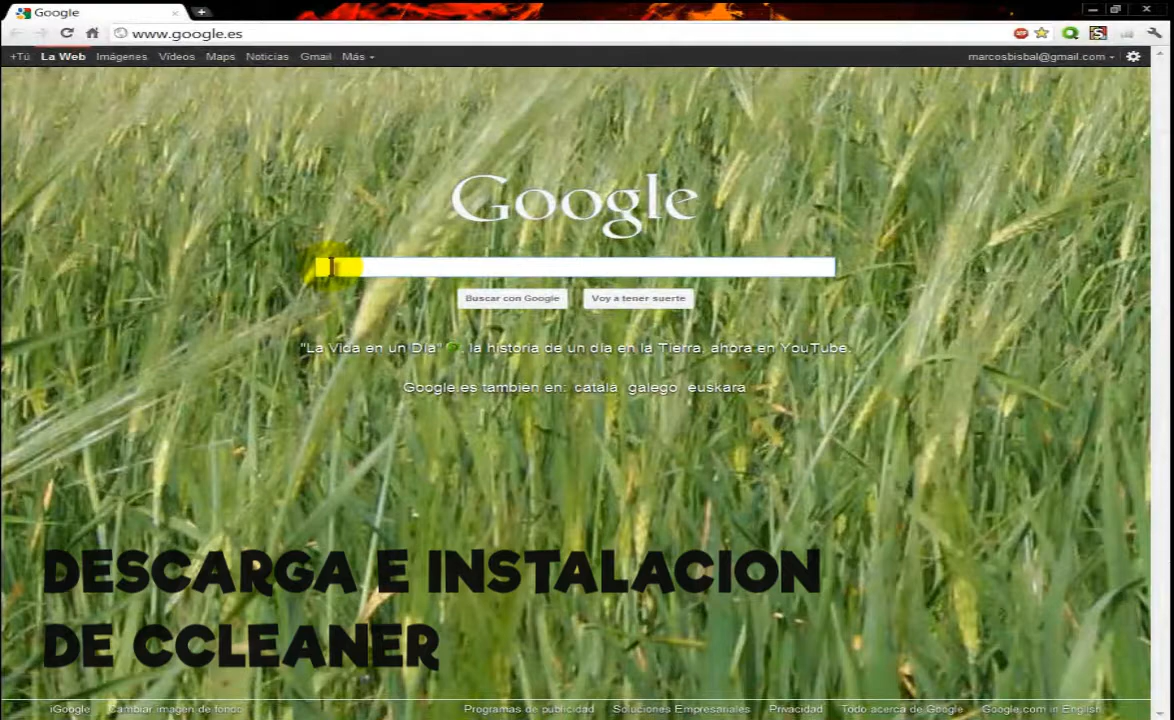 Google
www.google.es
+Tú La Web Imágenes Vídeos Maps Noticias Gmail Más marcosbisbal@gmail.com
Google
Buscar con Google Voy a tener suerte
"La Vida en un Día" , la historia de un día en la Tierra, ahora en YouTube.
Google.es también en: català galego euskara
DESCARGA E INSTALACION
DE CCLEANER
iGoogle Cambiar imagen de fondo Programas de publicidad Soluciones Empresariales Privacidad Todo acerca de Google Google.com in English